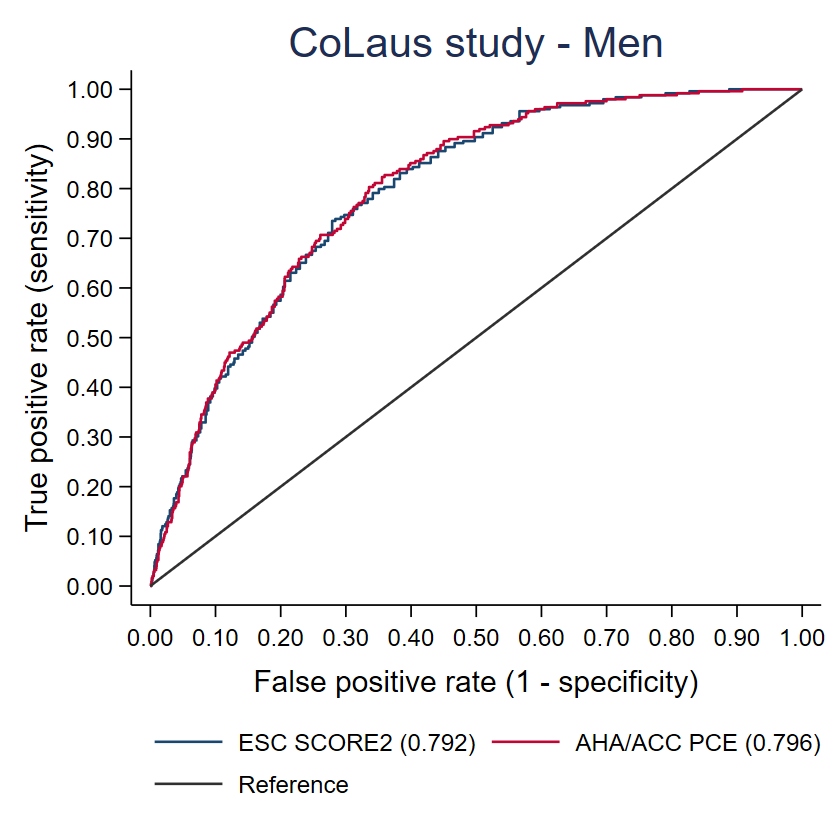 CoLaus study - Men
True positive rate (sensitivity)
1.00
0.90
0.80
0.70
0.60
0.50
0.40
0.30
0.20
0.10
0.00
0.00 0.10 0.20 0.30 0.40 0.50 0.60 0.70 0.80 0.90 1.00
False positive rate (1 - specificity)
ESC SCORE2 (0.792) AHA/ACC PCE (0.796)
Reference